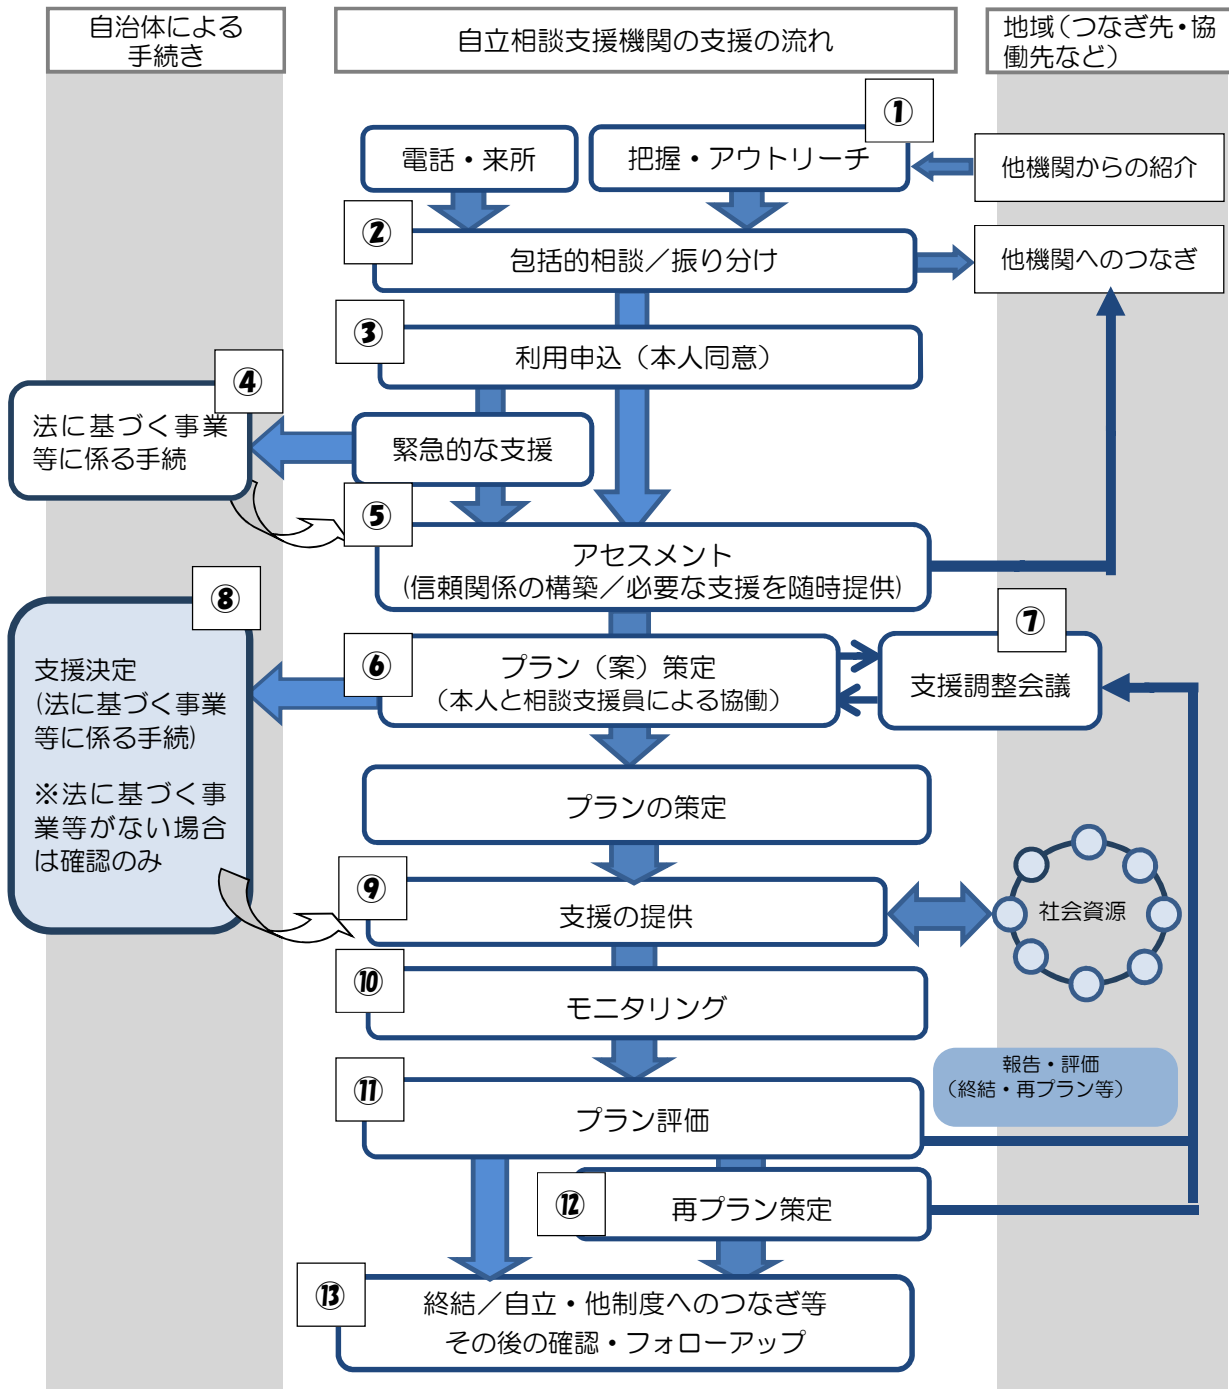 自治体による
手続き
自立相談支援機関の支援の流れ
地域（つなぎ先・協
働先など）
①
電話・来所
把握・アウトリーチ
他機関からの紹介
②
包括的相談／振り分け
他機関へのつなぎ
③
利用申込（本人同意）
④
法に基づく事業
等に係る手続
緊急的な支援
⑤
アセスメント
(信頼関係の構築／必要な支援を随時提供)
⑧
支援決定
(法に基づく事業
等に係る手続)
※法に基づく事
業等がない場合
は確認のみ
⑥
プラン（案）策定
（本人と相談支援員による協働）
⑦
支援調整会議
プランの策定
⑨
支援の提供
社会資源
⑩
モニタリング
報告・評価
（終結・再プラン等）
⑪
プラン評価
⑫
再プラン策定
⑬
終結／自立・他制度へのつなぎ等
その後の確認・フォローアップ